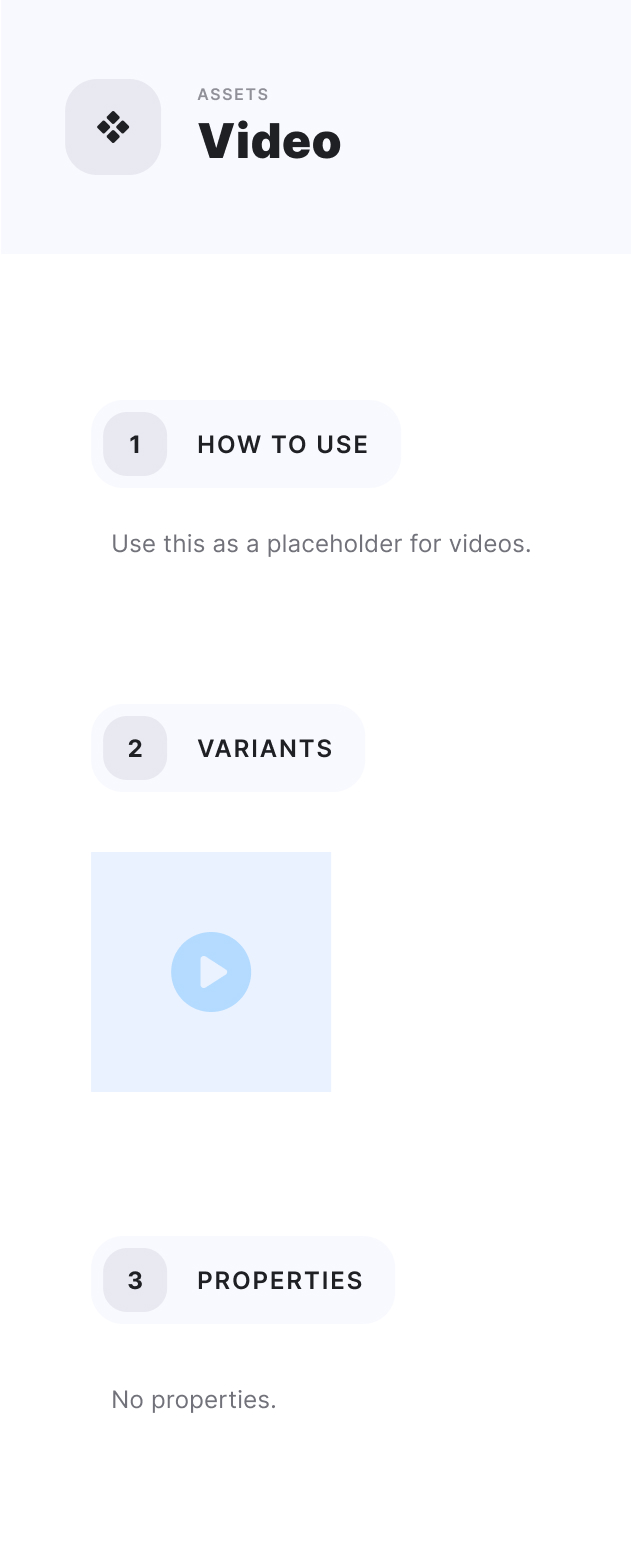 ASSETS
Video
1 HOW TO USE
Use this as a placeholder for videos.
2 VARIANTS
3 PROPERTIES
No properties.